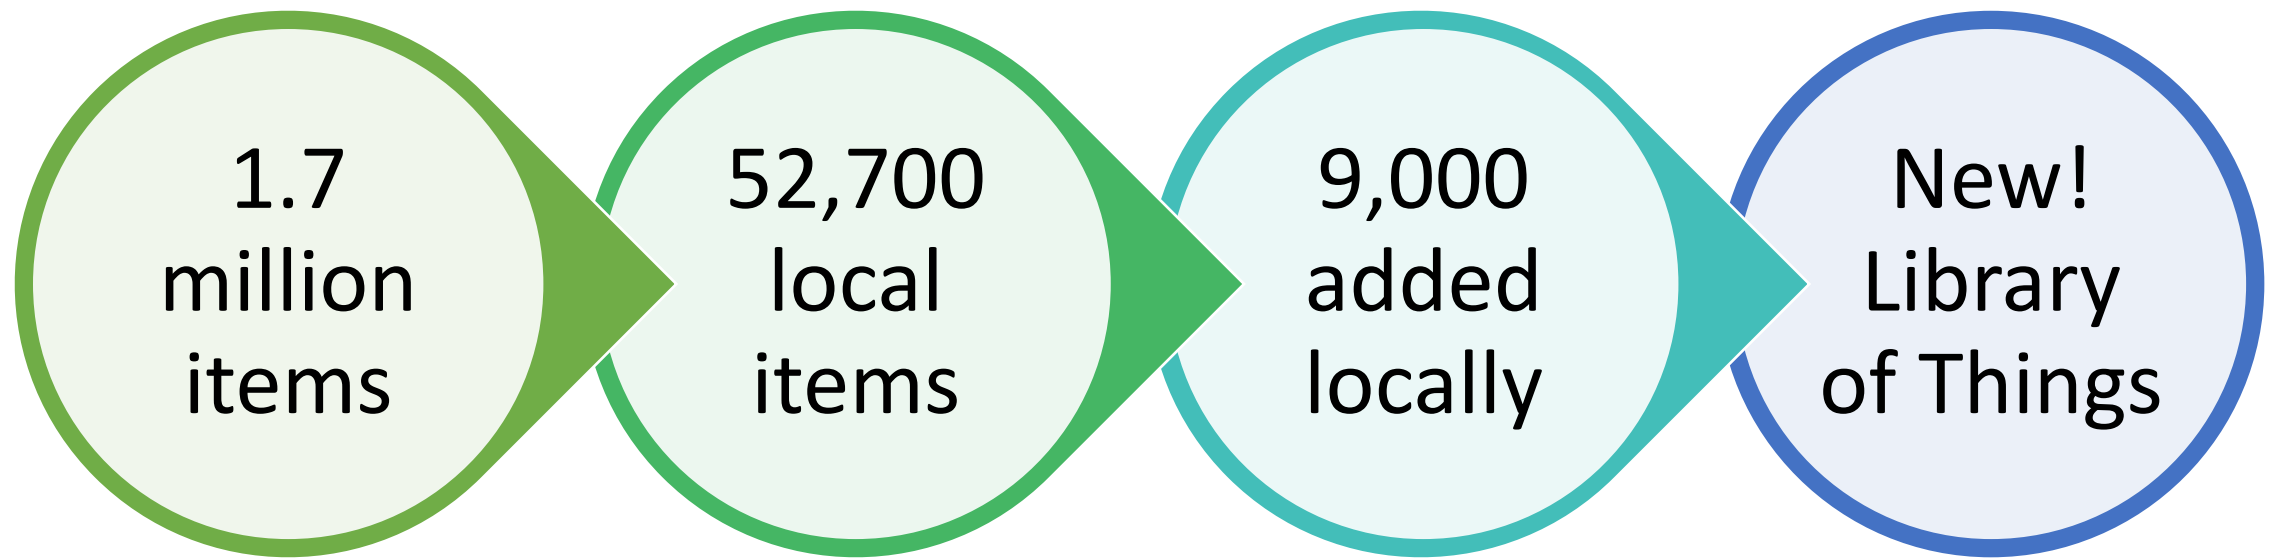 1.7
million
items
52,700
local
items
9,000
added
locally
New!
Library
of Things